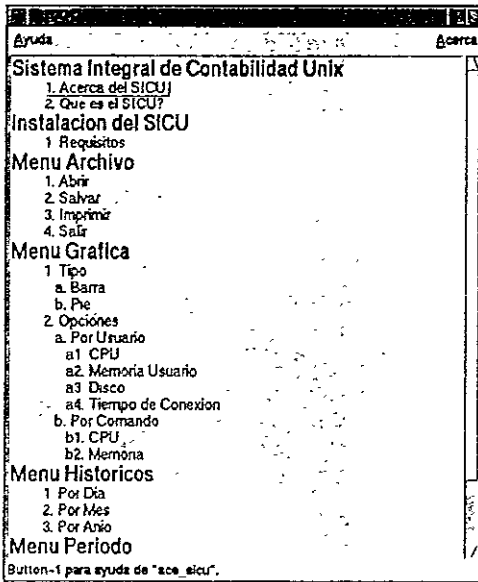 Ayuda Acerca
Sistema Integral de Contabilidad Unix
1. Acerca del SICU
2. Que es el SICU?
Instalacion del SICU
1 Requisitos
Menu Archivo
1. Abrir
2. Salvar
3. Imprimir
4. Salir
Menu Grafica
1 Tipo
a. Barra
b. Pie
2. Opciónes
a. Por Usuario
a1 CPU
a2. Memoria Usuario
a3 Disco
a4. Tiempo de Conexion
b. Por Comando
b1. CPU
b2. Memoria
Menu Historicos
1 Por Dia
2. Por Mes
3. Por Anio
Menu Periodo
Button-1 para ayuda de "ace_sicu".